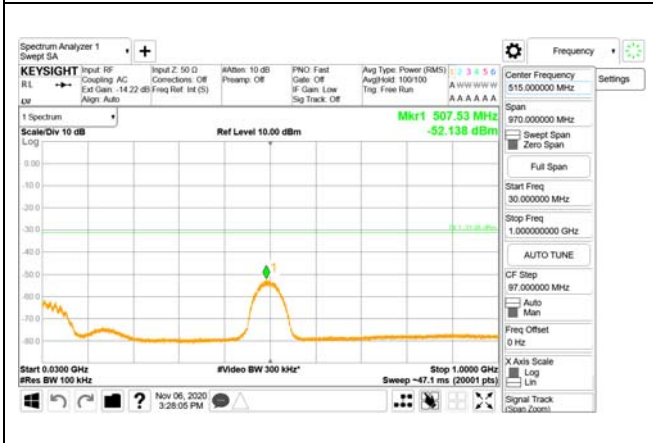 Spectrum Analyzer 1
Swept SA
+
Frequency
KEYSIGHT
Input: RF
Coupling: AC
Ext Gain: -14.22 dB
Align: Auto
Input Z: 50 Ω
Corrections: Off
Freq Ref: Int (S)
#Atten: 10 dB
Preamp: Off
PNO: Fast
Gate: Off
IF Gain: Low
Sig Track: Off
Avg Type: Power (RMS)
Avg|Hold: 100/100
Trig: Free Run
1 2 3 4 5 6
A W W W W W
A A A A A A
RL
1 Spectrum
Scale/Div 10 dB
Log
Ref Level 10.00 dBm
Mkr1 507.53 MHz
-52.138 dBm
0.00
-10.0
-20.0
-30.0
-40.0
-50.0
-60.0
-70.0
-80.0
1
Start 0.0300 GHz
#Res BW 100 kHz
#Video BW 300 kHz*
Stop 1.0000 GHz
Sweep ~47.1 ms (20001 pts)
Nov 06, 2020
3:28:05 PM
?
Center Frequency
515.000000 MHz
Settings
Span
970.000000 MHz
Swept Span
Zero Span
Full Span
Start Freq
30.000000 MHz
Stop Freq
1.000000000 GHz
AUTO TUNE
CF Step
97.000000 MHz
Auto
Man
Freq Offset
0 Hz
X Axis Scale
Log
Lin
Signal Track
(Span Zoom)